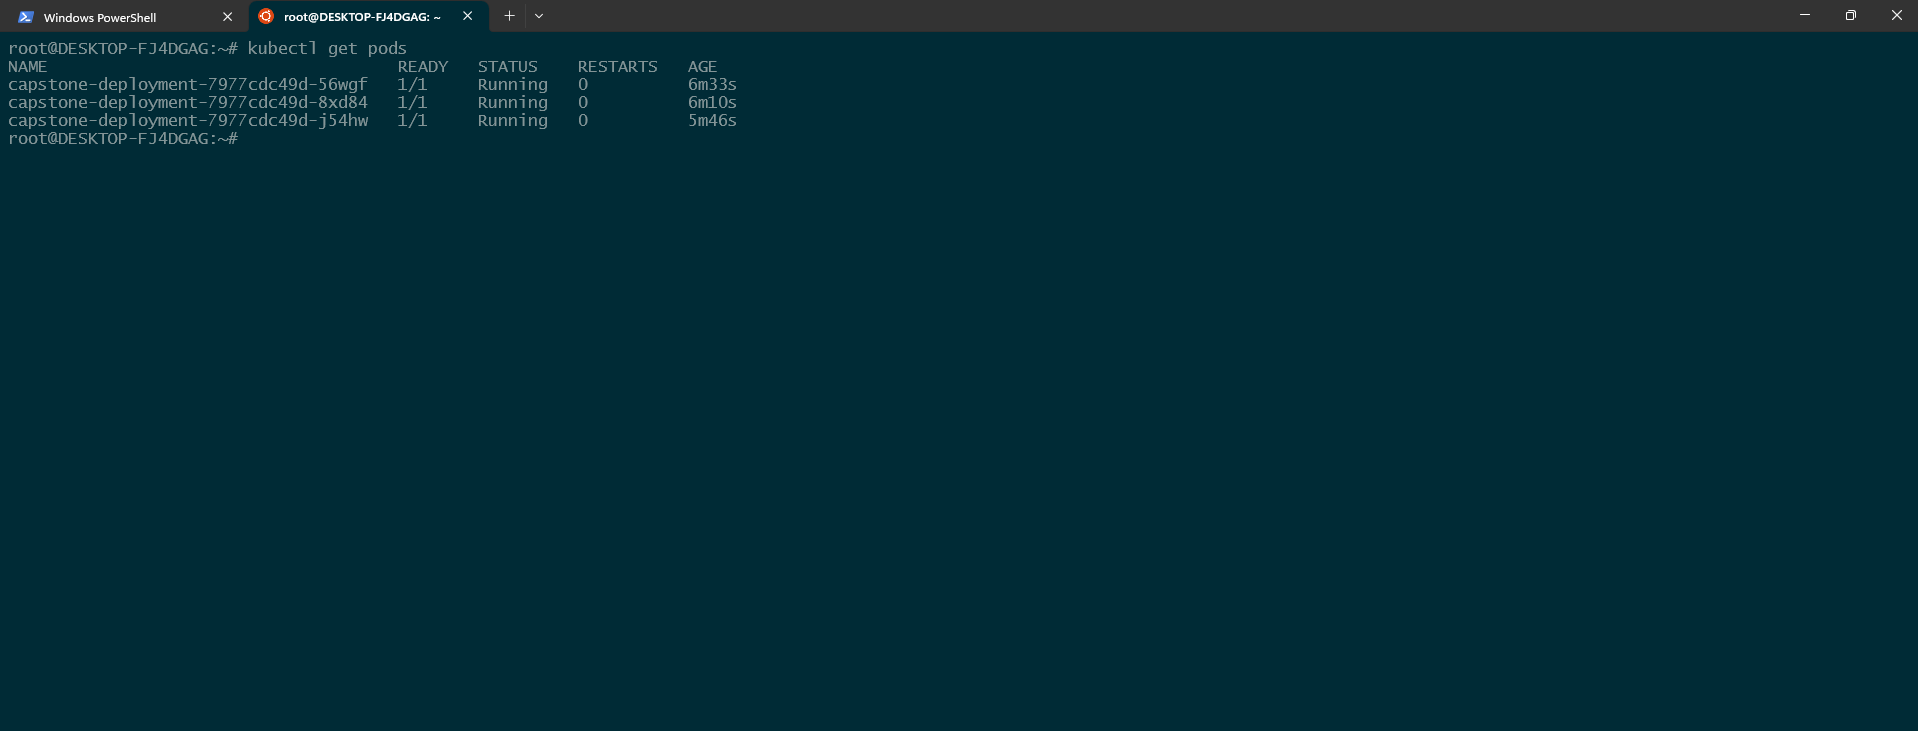 Windows PowerShell
root@DESKTOP-FJ4DGAG: ~
root@DESKTOP-FJ4DGAG:~# kubectl get pods
NAME READY STATUS RESTARTS AGE
capstone-deployment-7977cdc49d-56wgf 1/1 Running 0 6m33s
capstone-deployment-7977cdc49d-8xd84 1/1 Running 0 6m10s
capstone-deployment-7977cdc49d-j54hw 1/1 Running 0 5m46s
root@DESKTOP-FJ4DGAG:~#